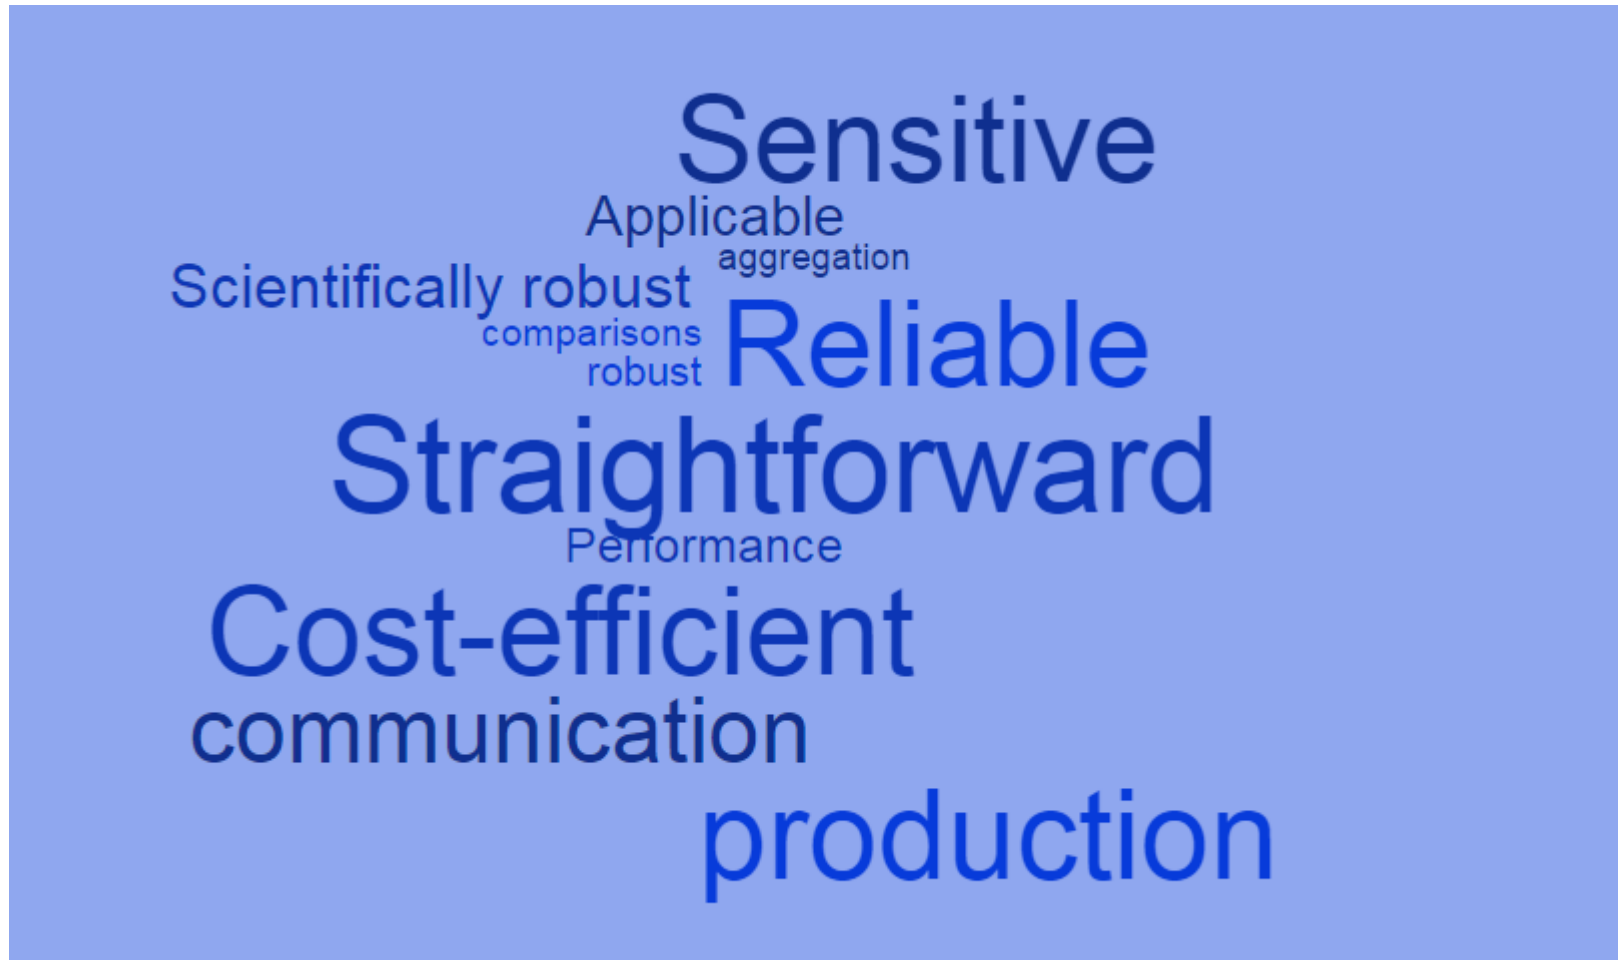 Sensitive
Applicable
aggregation
Scientifically robust
comparisons
Reliable
robust
Straightforward
Performance
Cost-efficient
communication
production